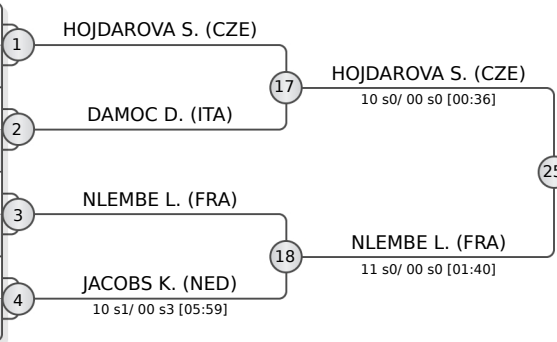 HOJDAROVA S. (CZE)
1
17
HOJDAROVA S. (CZE)
10 s0/ 00 s0 [00:36]
DAMOC D. (ITA)
2
25
NLEMBE L. (FRA)
3
18
NLEMBE L. (FRA)
11 s0/ 00 s0 [01:40]
JACOBS K. (NED)
4
10 s1/ 00 s3 [05:59]